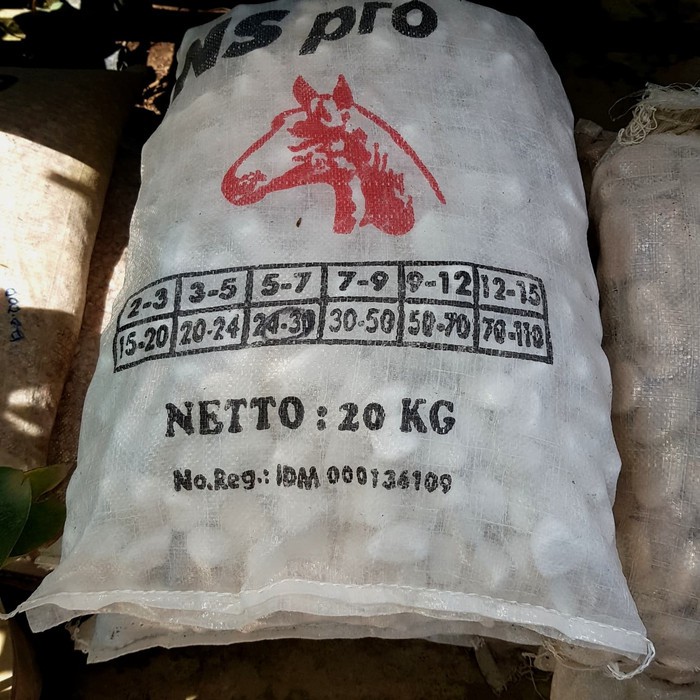 NS pro
2-3 3-5 5-7 7-9 9-12 12-15
15-20 20-24 24-30 30-50 50-70 70-110
NETTO : 20 KG
No.Reg.: IDM 000136109